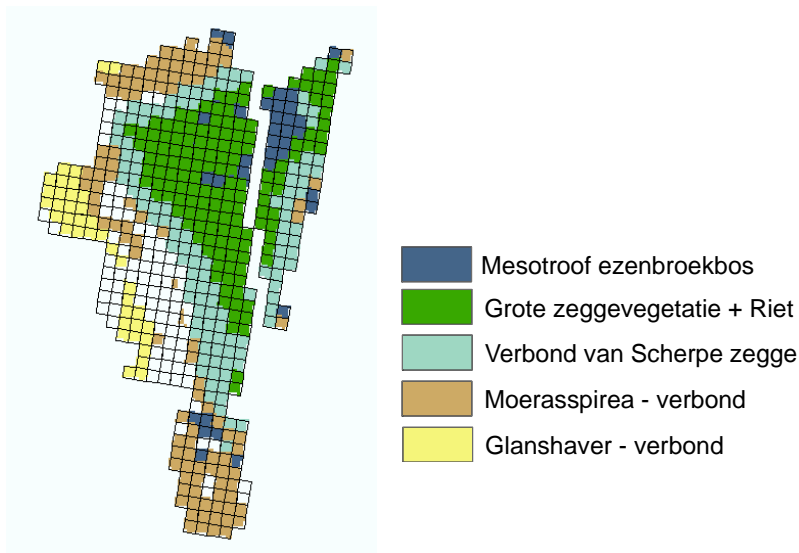 Mesotroof ezenbroekbos
Grote zeggevegetatie + Riet
Verbond van Scherpe zegge
Moerasspirea - verbond
Glanshaver - verbond